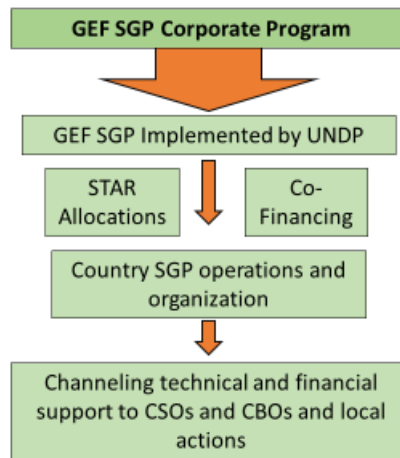 GEF SGP Corporate Program
GEF SGP Implemented by UNDP
STAR
Allocations
Co-
Financing
Country SGP operations and
organization
Channeling technical and financial
support to CSOs and CBOs and local
actions